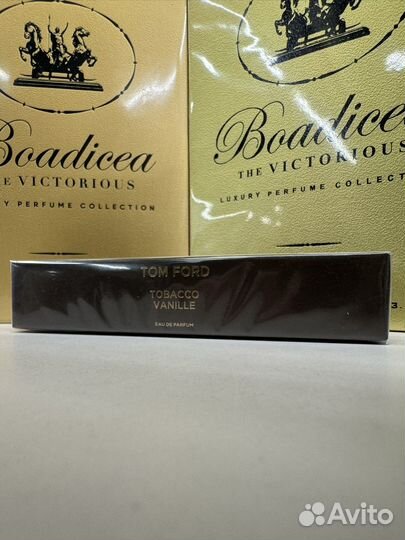 Boadicea
THE VICTORIOUS
LUXURY PERFUME COLLECTION
Boadicea
THE VICTORIOUS
LUXURY PERFUME COLLECTION
3.
TOM FORD
TOBACCO
VANILLE
EAU DE PARFUM
Avito